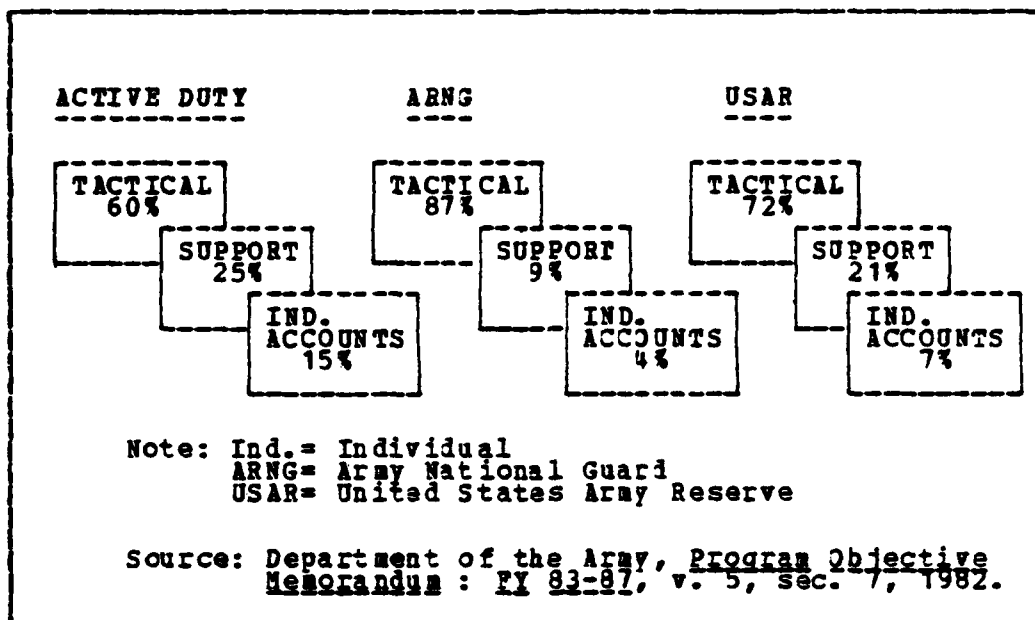 ACTIVE DUTY ARNG USAR
TACTICAL 60%
SUPPORT 25%
IND. ACCOUNTS 15%
TACTICAL 87%
SUPPORT 9%
IND. ACCOUNTS 4%
TACTICAL 72%
SUPPORT 21%
IND. ACCOUNTS 7%
Note: Ind.= Individual
ARNG= Army National Guard
USAR= United States Army Reserve
Source: Department of the Army, Program Objective
Memorandum : FY 83-87, v. 5, sec. 7, 1982.